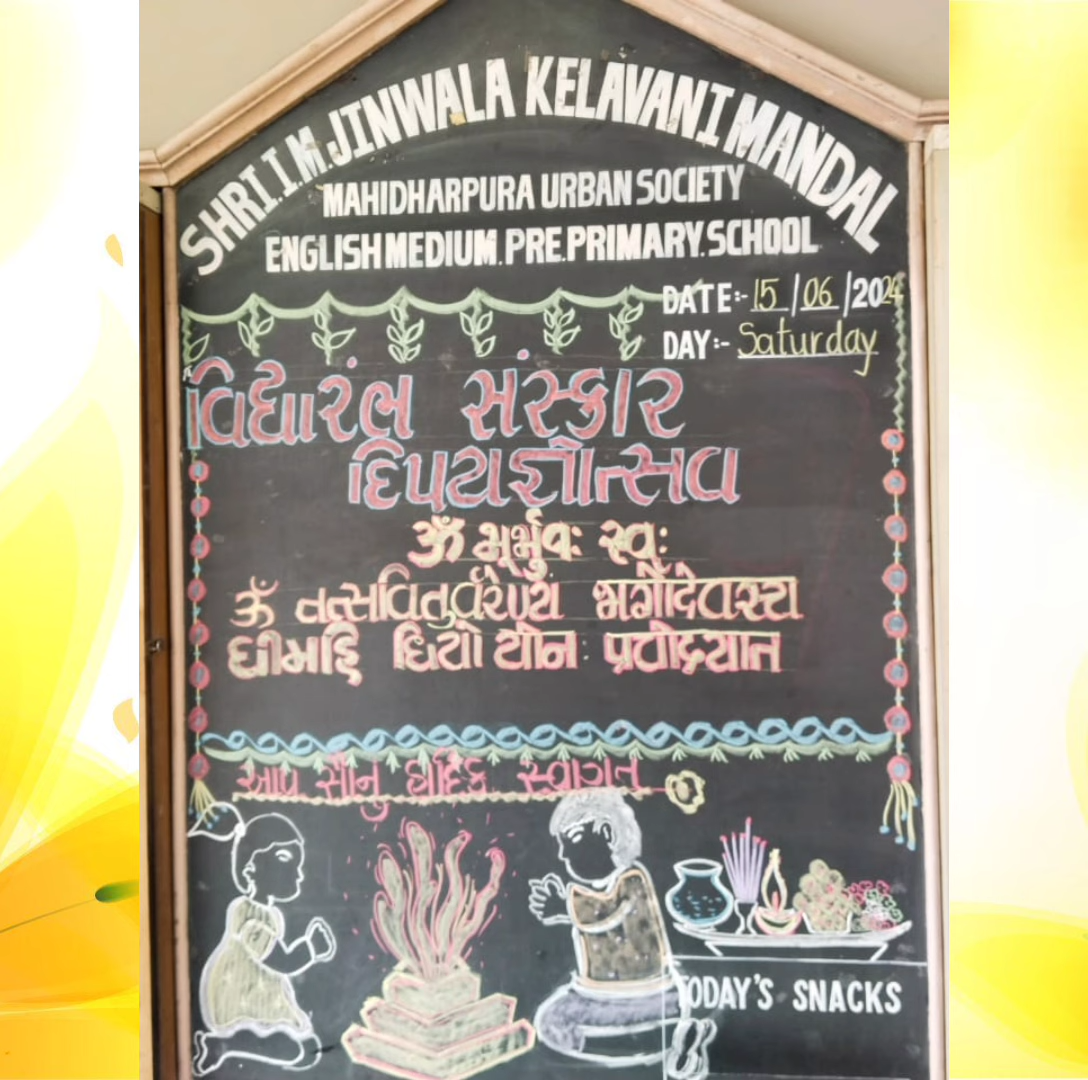 SHRI.I.M.JINWALA KELAVANI MANDAL
MAHIDHARPURA URBAN SOCIETY
ENGLISH MEDIUM.PRE.PRIMARY.SCHOOL
DATE:- 15/06/2024
DAY:- Saturday
વિદ્યારંભ સંસ્કાર
દિપયજ્ઞોત્સવ
ૐ ભૂર્ભુવઃ સ્વઃ
ૐ તત્સવિતુર્વરેણ્ય ભર્ગોદેવસ્ય
ધીમહિ ધિયો યોન: પ્રચોદયાત
આપ સૌનુ હાર્દિક સ્વાગત
TODAY'S SNACKS